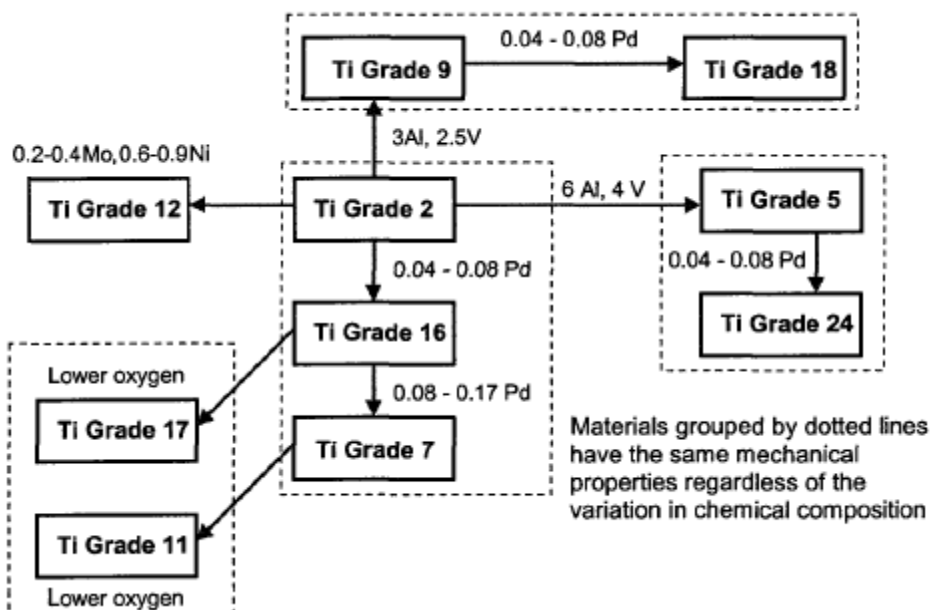 0.04 - 0.08 Pd
Ti Grade 9
Ti Grade 18
3Al, 2.5V
0.2-0.4Mo,0.6-0.9Ni
Ti Grade 12
Ti Grade 2
6 Al, 4 V
Ti Grade 5
0.04 - 0.08 Pd
0.04 - 0.08 Pd
Ti Grade 16
Ti Grade 24
Lower oxygen
0.08 - 0.17 Pd
Ti Grade 17
Ti Grade 7
Materials grouped by dotted lines
have the same mechanical
properties regardless of the
variation in chemical composition
Ti Grade 11
Lower oxygen